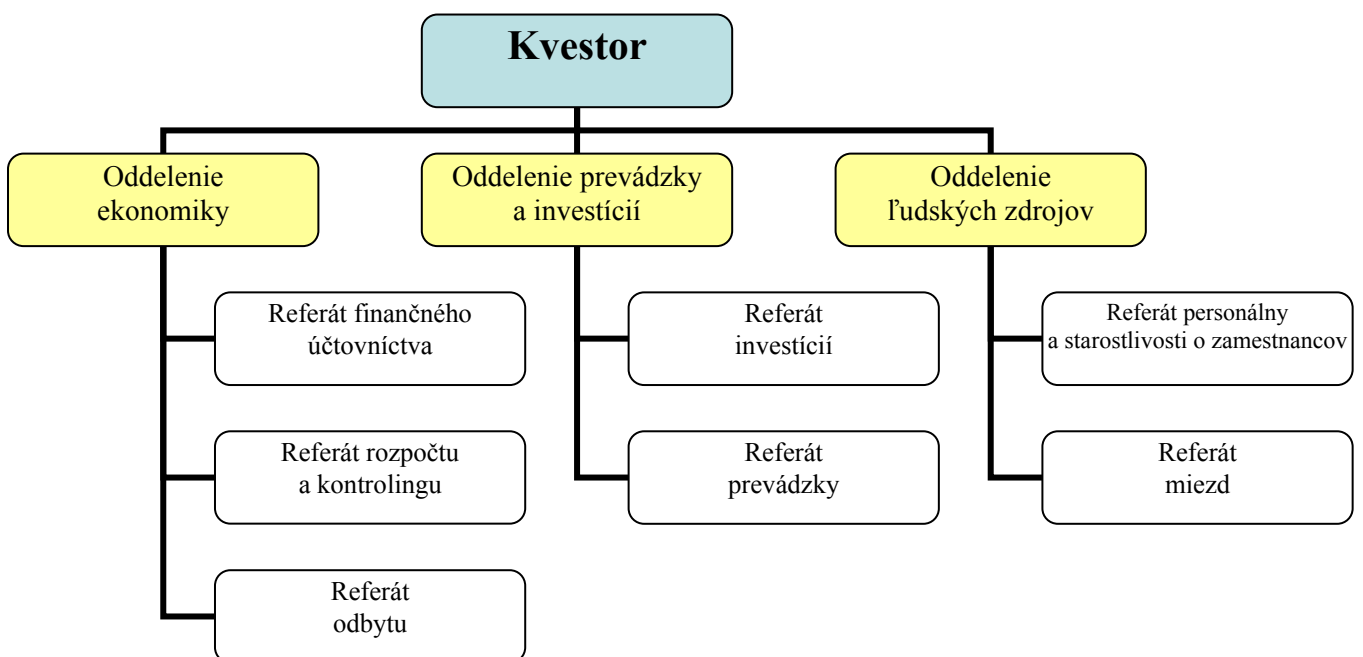 Kvestor
Oddelenie
ekonomiky
Oddelenie prevádzky
a investícií
Oddelenie
ľudských zdrojov
Referát finančného
účtovníctva
Referát
investícií
Referát personálny
a starostlivosti o zamestnancov
Referát rozpočtu
a kontrolingu
Referát
prevádzky
Referát
miezd
Referát
odbytu